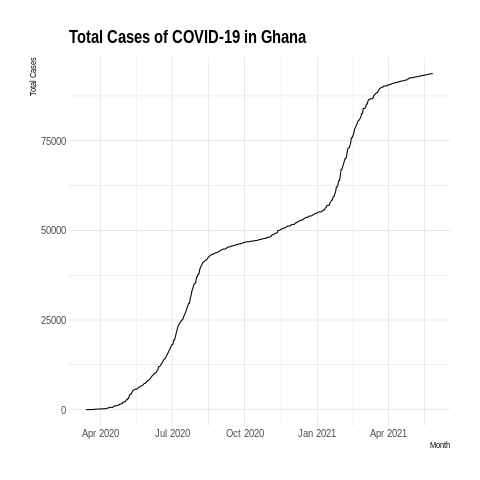 Total Cases of COVID-19 in Ghana
Total Cases
75000
50000
25000
0
Apr 2020 Jul 2020 Oct 2020 Jan 2021 Apr 2021
Month